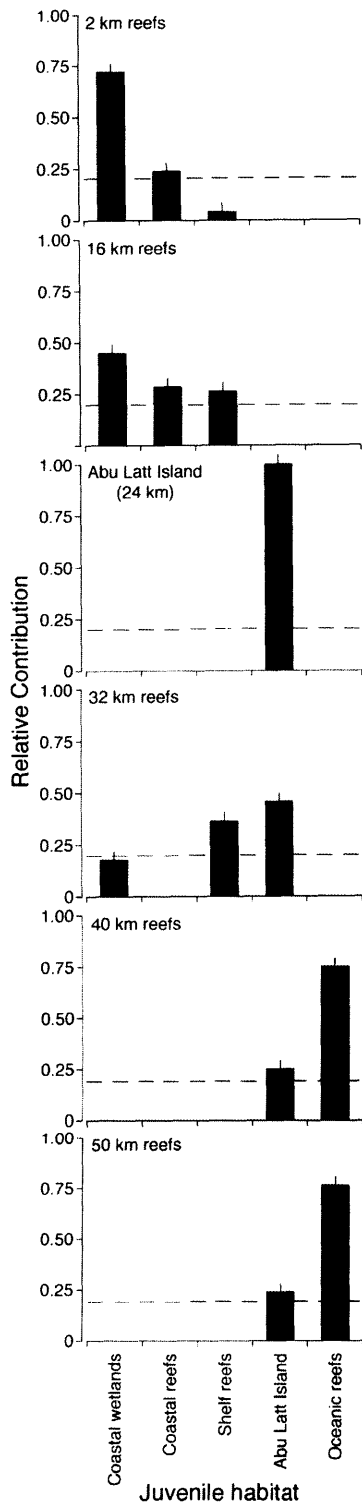 1.00
2 km reefs
0.75
0.50
0.25
0
16 km reefs
0.75
0.50
0.25
1.00
Abu Latt Island
(24 km)
0.75
0.50
0.25
0
1.00
32 km reefs
0.75
0.50
0.25
0
1.00
40 km reefs
0.75
0.50
0.25
0
1.00
50 km reefs
0.75
0.50
0.25
0
Relative Contribution
Coastal wetlands
Coastal reefs
Shelf reefs
Abu Latt Island
Oceanic reefs
Juvenile habitat